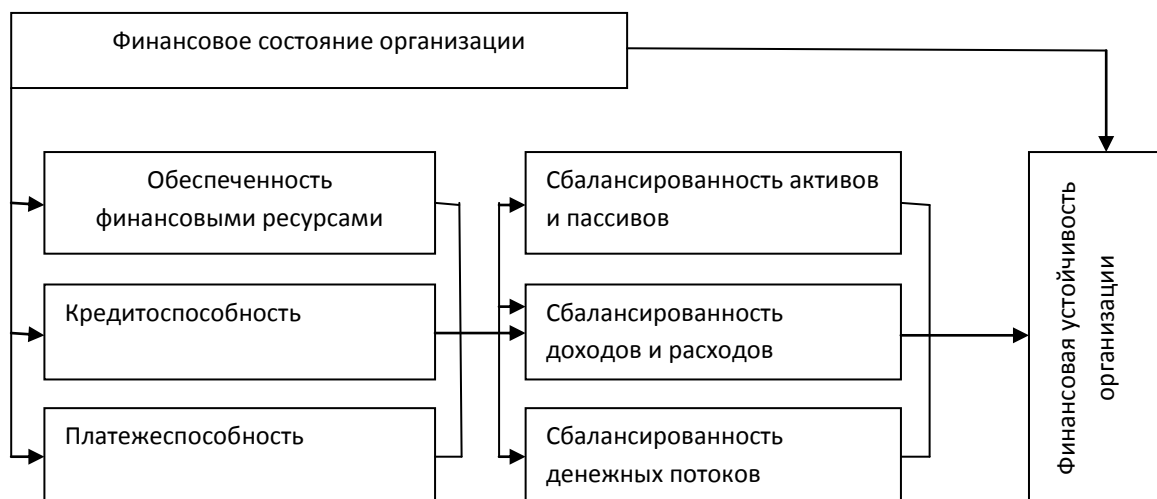 Финансовое состояние организации
Обеспеченность
финансовыми ресурсами
Кредитоспособность
Платежеспособность
Сбалансированность активов
и пассивов
Сбалансированность
доходов и расходов
Сбалансированность
денежных потоков
Финансовая устойчивость
организации